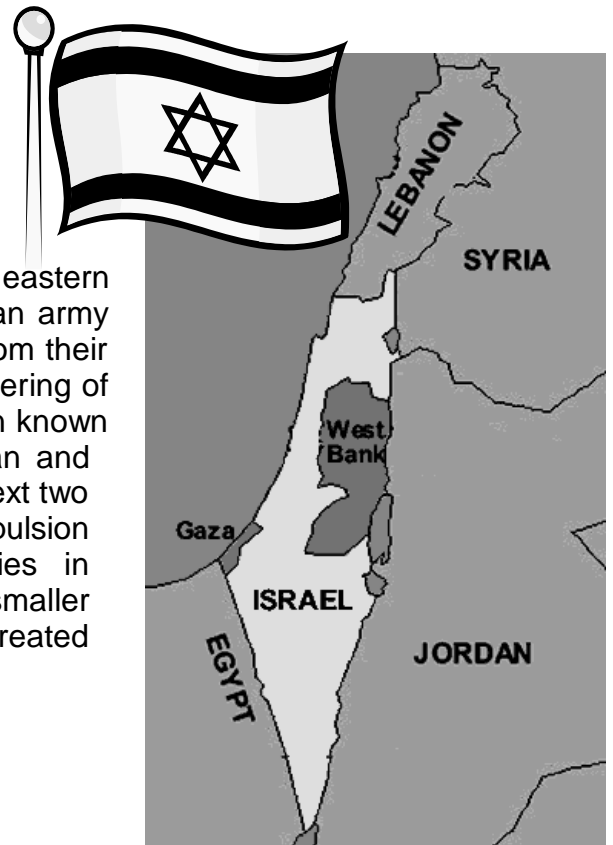 eastern
an army
om their
ering of
n known
an and
ext two
pulsion
ies in
smaller
reated
LEBANON
SYRIA
West
Bank
Gaza
ISRAEL
EGYPT
JORDAN